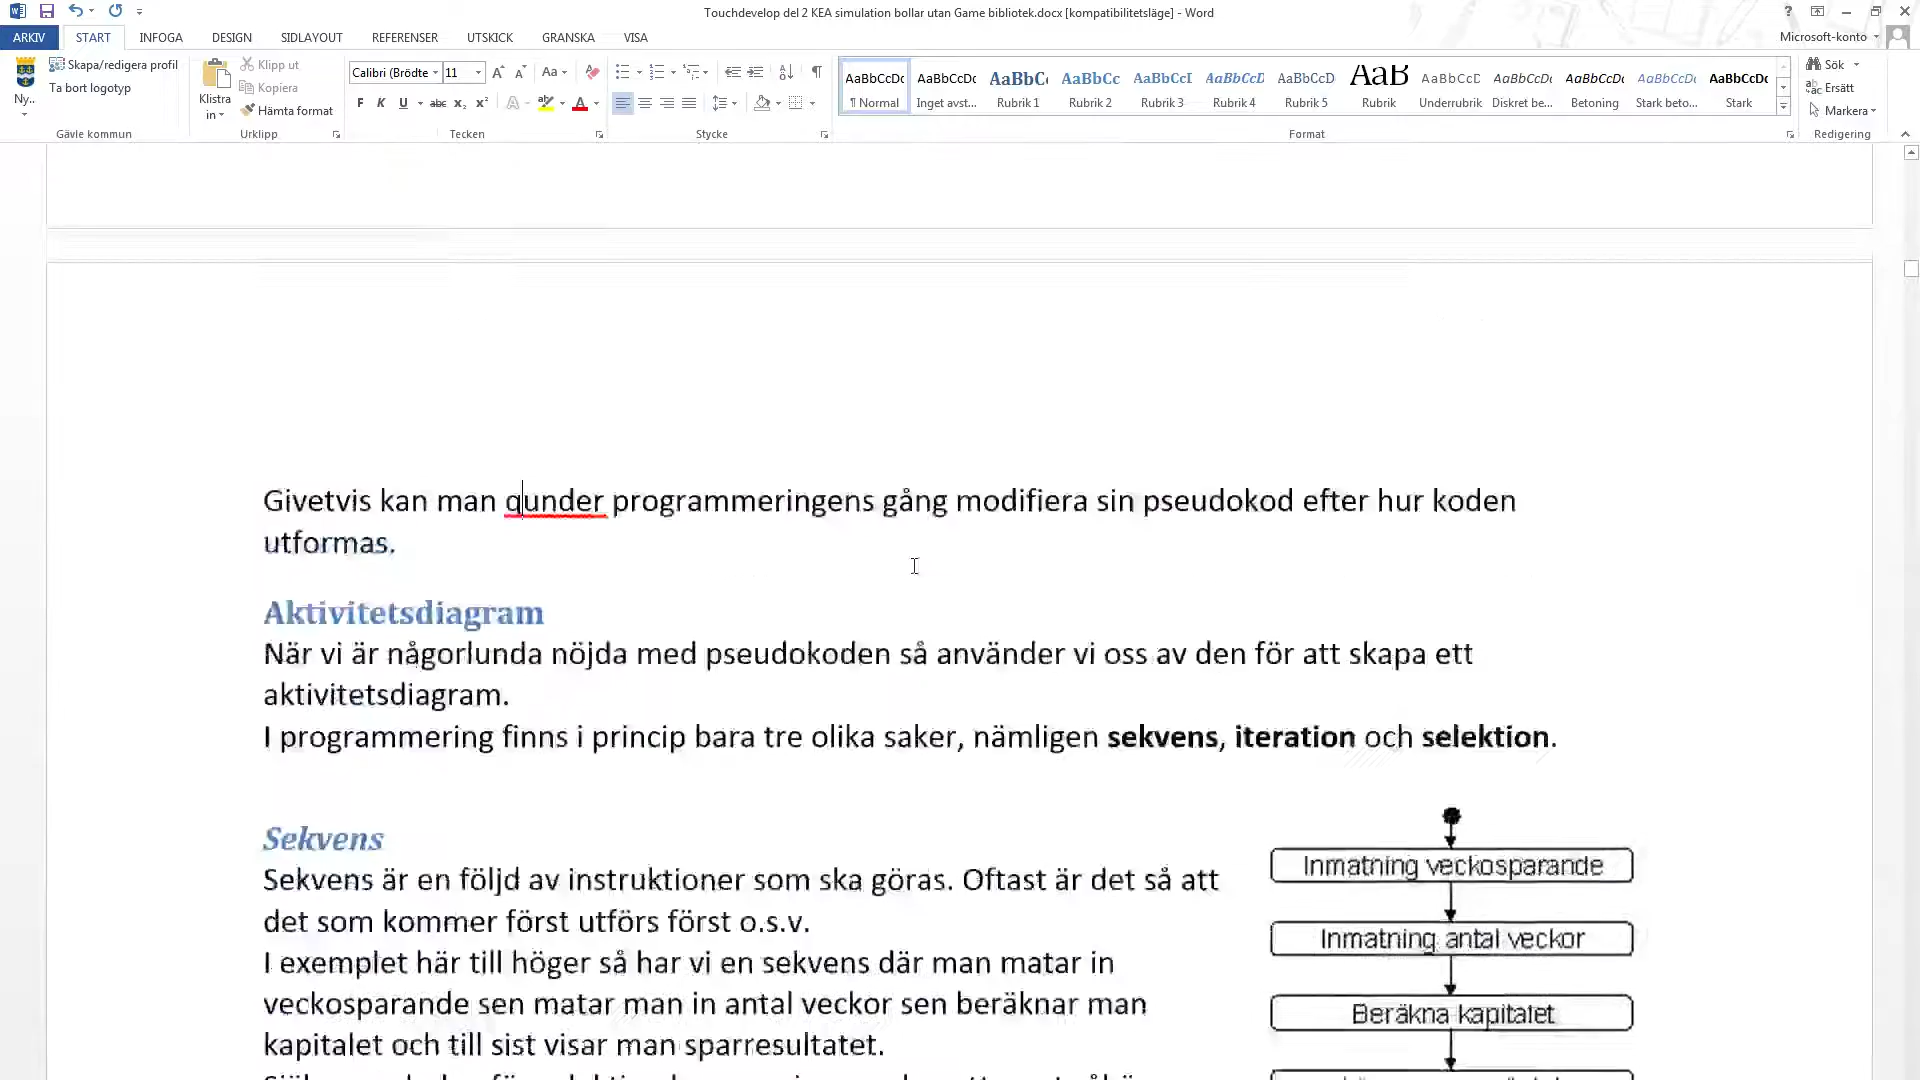 Touchdevelop del 2 KEA simulation bollar utan Game bibliotek.docx [kompatibilitetsläge] - Word
ARKIV START INFOGA DESIGN SIDLAYOUT REFERENSER UTSKICK GRANSKA VISA Microsoft-konto
Skapa/redigera profil
Ta bort logotyp
Ny..
Gävle kommun
Klistra in
Klipp ut
Kopiera
Hämta format
Urklipp
Calibri (Brödte 11
Tecken
Stycke
AaBbCcDc AaBbCcDc AaBbC AaBbCc AaBbCcI AaBbCcD AaBbCcD AaB AaBbCcD AaBbCcDc AaBbCcDc AaBbCcDc AaBbCcDc
¶ Normal Inget avst... Rubrik 1 Rubrik 2 Rubrik 3 Rubrik 4 Rubrik 5 Rubrik Underrubrik Diskret be... Betoning Stark beto... Stark
Format
Sök
Ersätt
Markera
Redigering
Givetvis kan man qunder programmeringens gång modifiera sin pseudokod efter hur koden
utformas.
Aktivitetsdiagram
När vi är någorlunda nöjda med pseudokoden så använder vi oss av den för att skapa ett
aktivitetsdiagram.
I programmering finns i princip bara tre olika saker, nämligen sekvens, iteration och selektion.
Sekvens
Sekvens är en följd av instruktioner som ska göras. Oftast är det så att
det som kommer först utförs först o.s.v.
I exemplet här till höger så har vi en sekvens där man matar in
veckosparande sen matar man in antal veckor sen beräknar man
kapitalet och till sist visar man sparresultatet.
Inmatning veckosparande
Inmatning antal veckor
Beräkna kapitalet